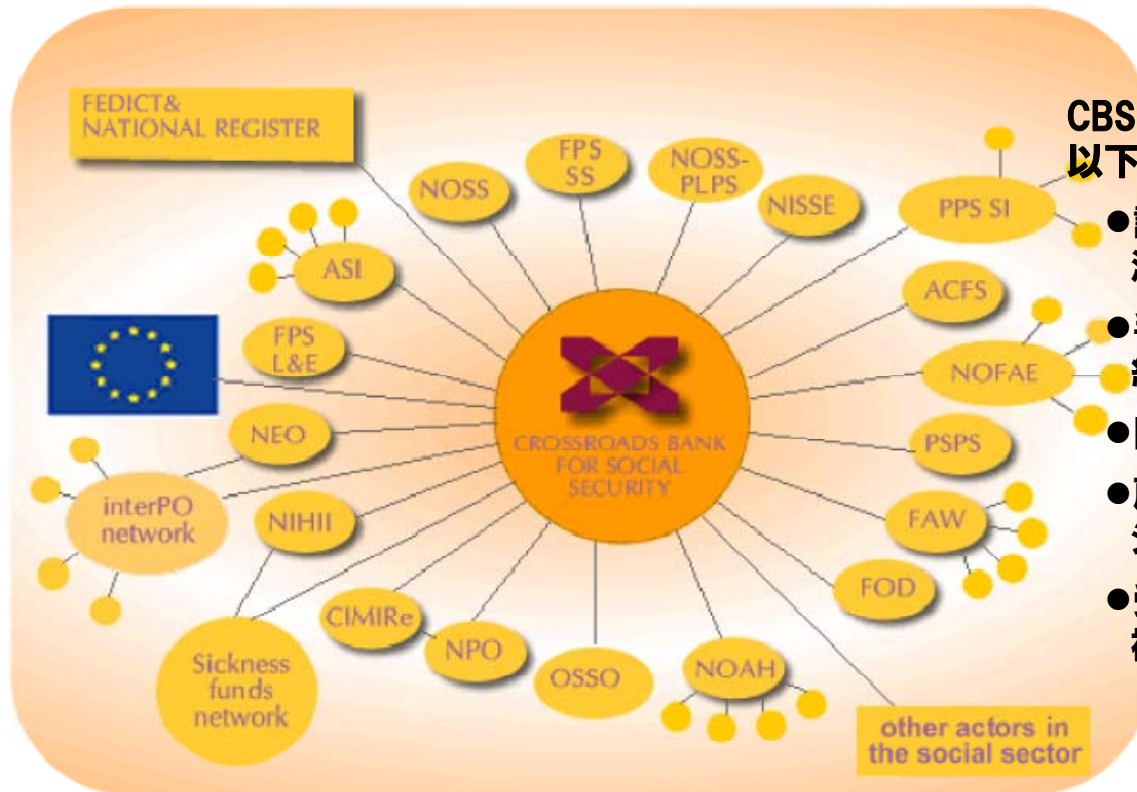 FEDICT&
NATIONAL REGISTER
NOSS
FPS
SS
NOSS-
PLPS
NISSE
PPS SI
CBS
以下
ASI
ACFS
FPS
L&E
NOFAE
NEO
PSPS
CROSSROADS BANK
FOR SOCIAL
SECURITY
interPO
network
NIHII
FAW
FOD
CIMIRe
NPO
OSSO
NOAH
Sickness
funds
network
other actors in
the social sector